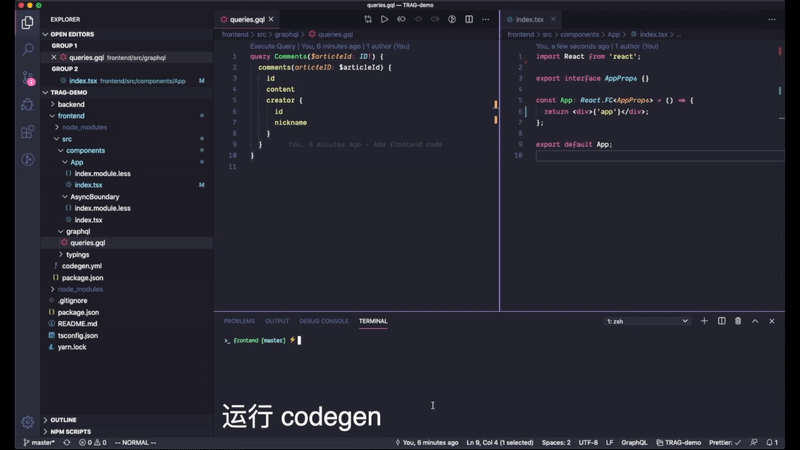 queries.gql
EXPLORER
OPEN EDITORS
GROUP 1
queries.gql frontend/src/graphql
GROUP 2
index.tsx frontend/src/components/App M
TRAG-DEMO
backend
frontend
node_modules
src
components
App
index.module.less
index.tsx M
AsyncBoundary
index.module.less
index.tsx
graphql
queries.gql
typings
codegen.yml
package.json
node_modules
.gitignore
package.json
README.md
tsconfig.json
yarn.lock
OUTLINE
NPM SCRIPTS
queries.gql
frontend > src > graphql > queries.gql
Execute Query | You, 6 minutes ago | 1 author (You)
1 query Comments($articleId: ID!) {
2 comments(articleID: $articleId) {
3 id
4 content
5 creator {
6 id
7 nickname
8 }
9 } You, 6 minutes ago • Add frontend code
10 }
11
index.tsx
frontend > src > components > App > index.tsx > ...
You, a few seconds ago | 1 author (You)
1 import React from 'react';
2
3 export interface AppProps {}
4
5 const App: React.FC<AppProps> = () => {
6 return <div>{'app'}</div>;
7 };
8
9 export default App;
10
PROBLEMS OUTPUT DEBUG CONSOLE TERMINAL
1: zsh
>_ frontend [master] ⚡
运行 codegen
master* 0 0 -- NORMAL --
You, 6 minutes ago Ln 9, Col 4 (1 selected) Spaces: 2 UTF-8 LF GraphQL TRAG-demo Prettier: ✓ 1